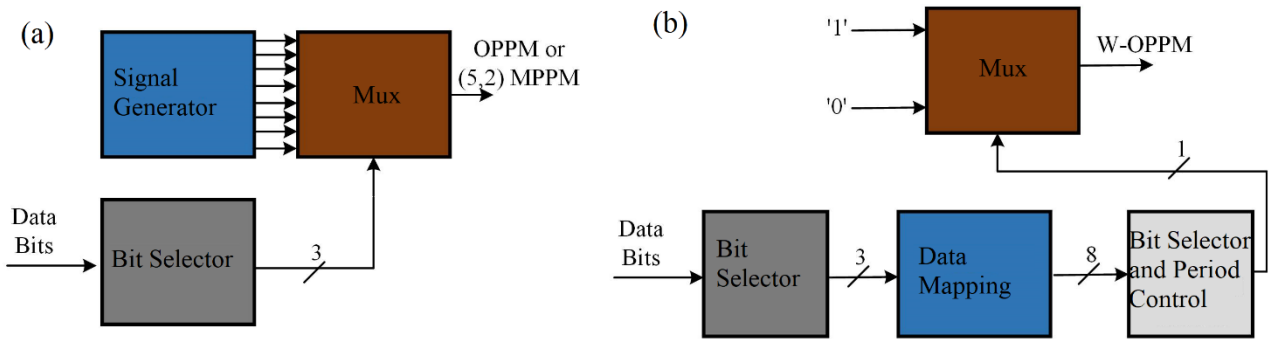 (a)
Signal
Generator
Mux
OPPM or
(5,2) MPPM
Data
Bits
Bit Selector
3
(b)
'1'
'0'
Mux
W-OPPM
1
Data
Bits
Bit
Selector
3
Data
Mapping
8
Bit Selector
and Period
Control